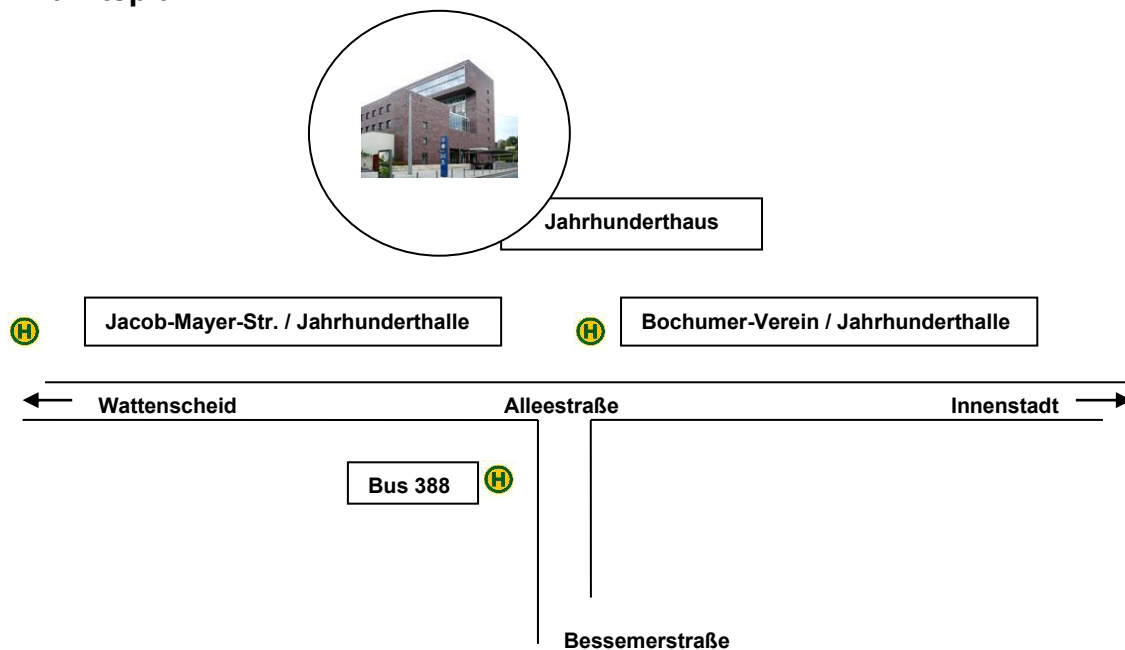 Jahrhunderthaus
H
Jacob-Mayer-Str. / Jahrhunderthalle
H
Bochumer-Verein / Jahrhunderthalle
Wattenscheid
Alleestraße
Innenstadt
Bus 388
H
Bessemerstraße